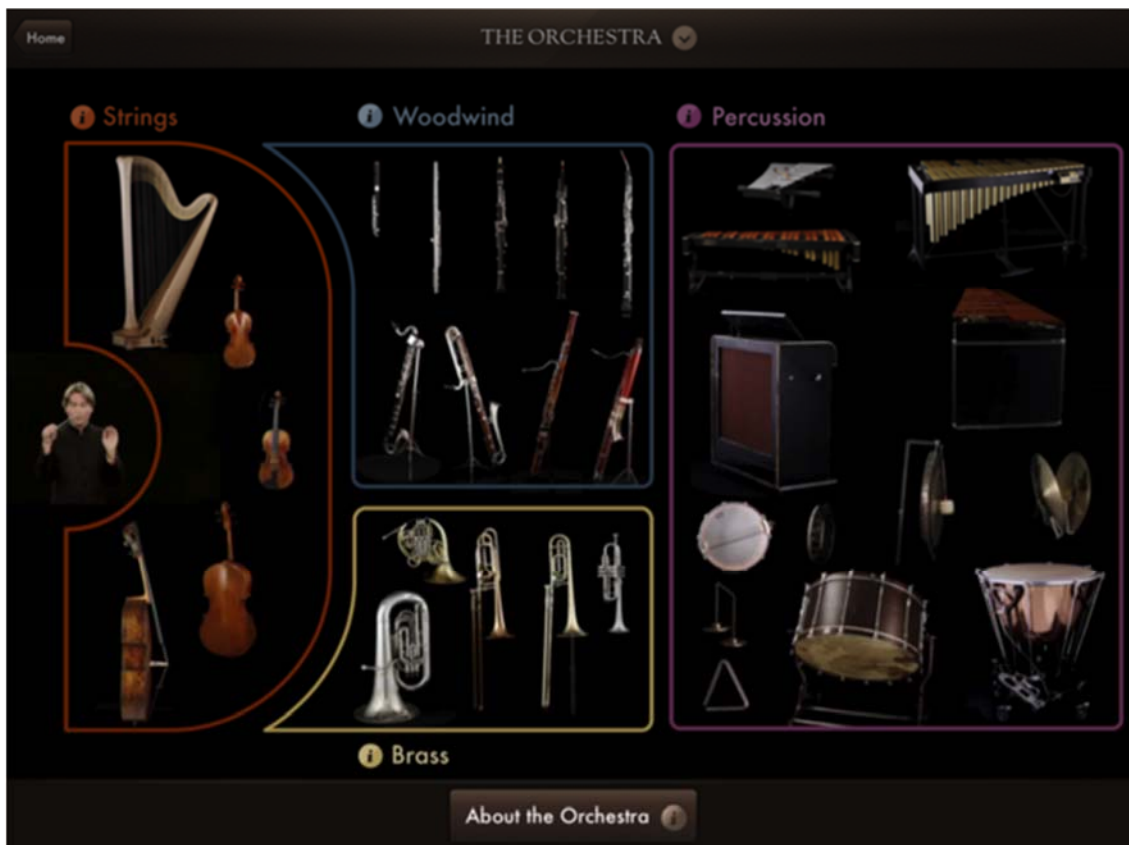 Home
THE ORCHESTRA
Strings
Woodwind
Percussion
Brass
About the Orchestra